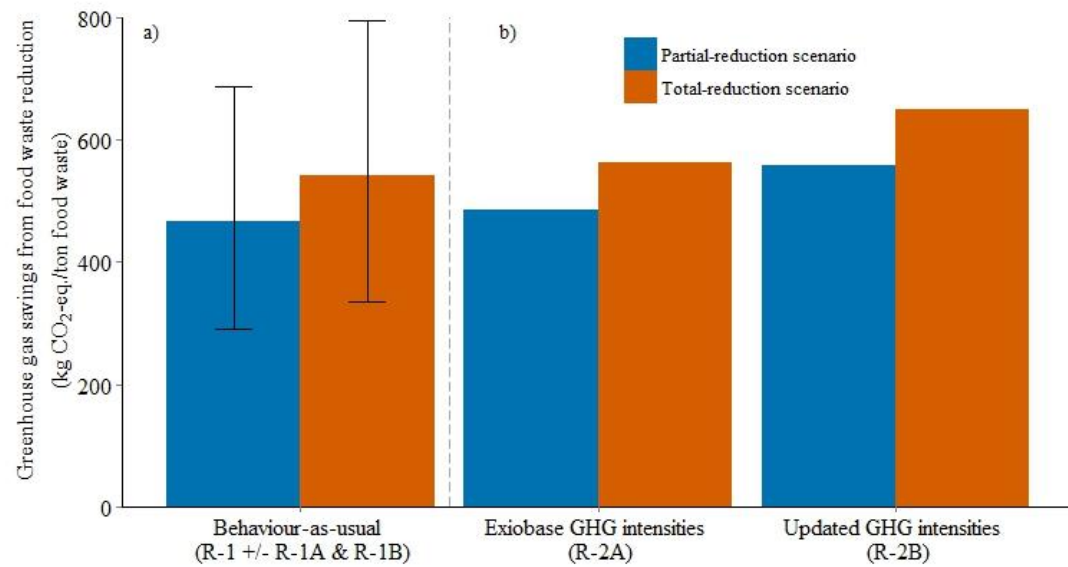 Greenhouse gas savings from food waste reduction
(kg CO₂-eq./ton food waste)
800
600
400
200
0
a)
b)
Partial-reduction scenario
Total-reduction scenario
Behaviour-as-usual
(R-1 +/- R-1A & R-1B)
Exiobase GHG intensities
(R-2A)
Updated GHG intensities
(R-2B)